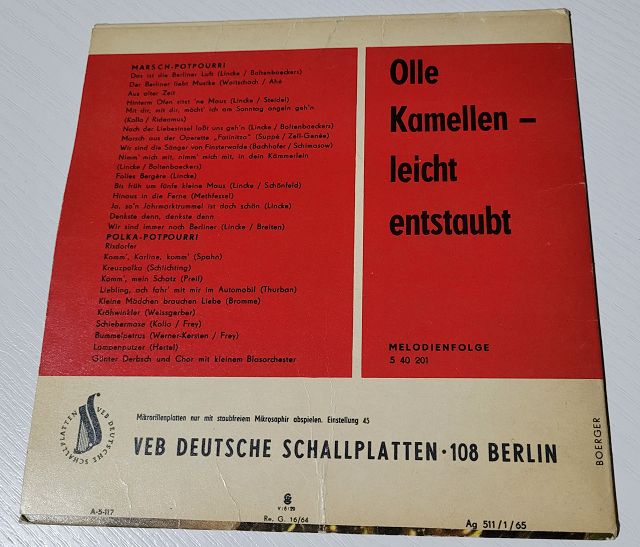 MARSCH-POTPOURRI
Das ist die Berliner Luft (Lincke / Boltenbaeckers)
Der Berliner liebt Musike (Woitschach / Aha
Aus alter Zeit
Hinterm Ofen sitzt 'ne Maus (Lincke / Steidel)
Mit dir, mit dir, möcht' ich am Sonntag angeln geh'n
(Kollo / Rideamus)
Nach der Liebesinsel laßt uns geh'n (Lincke / Boltenbaeckers)
Marsch aus der Operette „Fatinitza" (Suppé / Zell-Genée)
Wir sind die Sänger von Finsterwalde (Bachhofer / Schimasow)
Nimm' mich mit, nimm' mich mit, in dein Kämmerlein
(Lincke / Boltenbaeckers)
Folies Bergère (Lincke)
Bis früh um fünfe kleine Maus (Lincke / Schönfeld)
Hinaus in die Ferne (Methfessel)
Ja, so'n Jahrmarktrummel ist doch schön (Lincke)
Denkste denn, denkste denn
Wir sind immer noch Berliner (Lincke / Breiten)
POLKA-POTPOURRI
Rixdorfer
Komm', Karline, komm' (Spahn)
Kreuzpolka (Schlichting)
Komm', mein Schatz (Preil)
Liebling, ach fahr' mit mir im Automobil (Thurban)
Kleine Mädchen brauchen Liebe (Bromme)
Kröhwinkler (Weissgerber)
Schiebermaxe (Kollo / Frey)
Bummelpetrus (Werner-Kersten / Frey)
Lampenputzer (Hertel)
Günter Derbsch und Chor mit kleinem Blasorchester
Olle
Kamellen –
leicht
entstaubt
MELODIENFOLGE
5 40 201
Mikrorillenplatten nur mit staubfreiem Mikrosaphir abspielen. Einstellung 45
VEB DEUTSCHE SCHALLPLATTEN · 108 BERLIN
VEB DEUTSCHE SCHALLPLATTEN
BOERGER
A-5-117
V/8/29
Re. G. 16/64
Ag 511/1/65